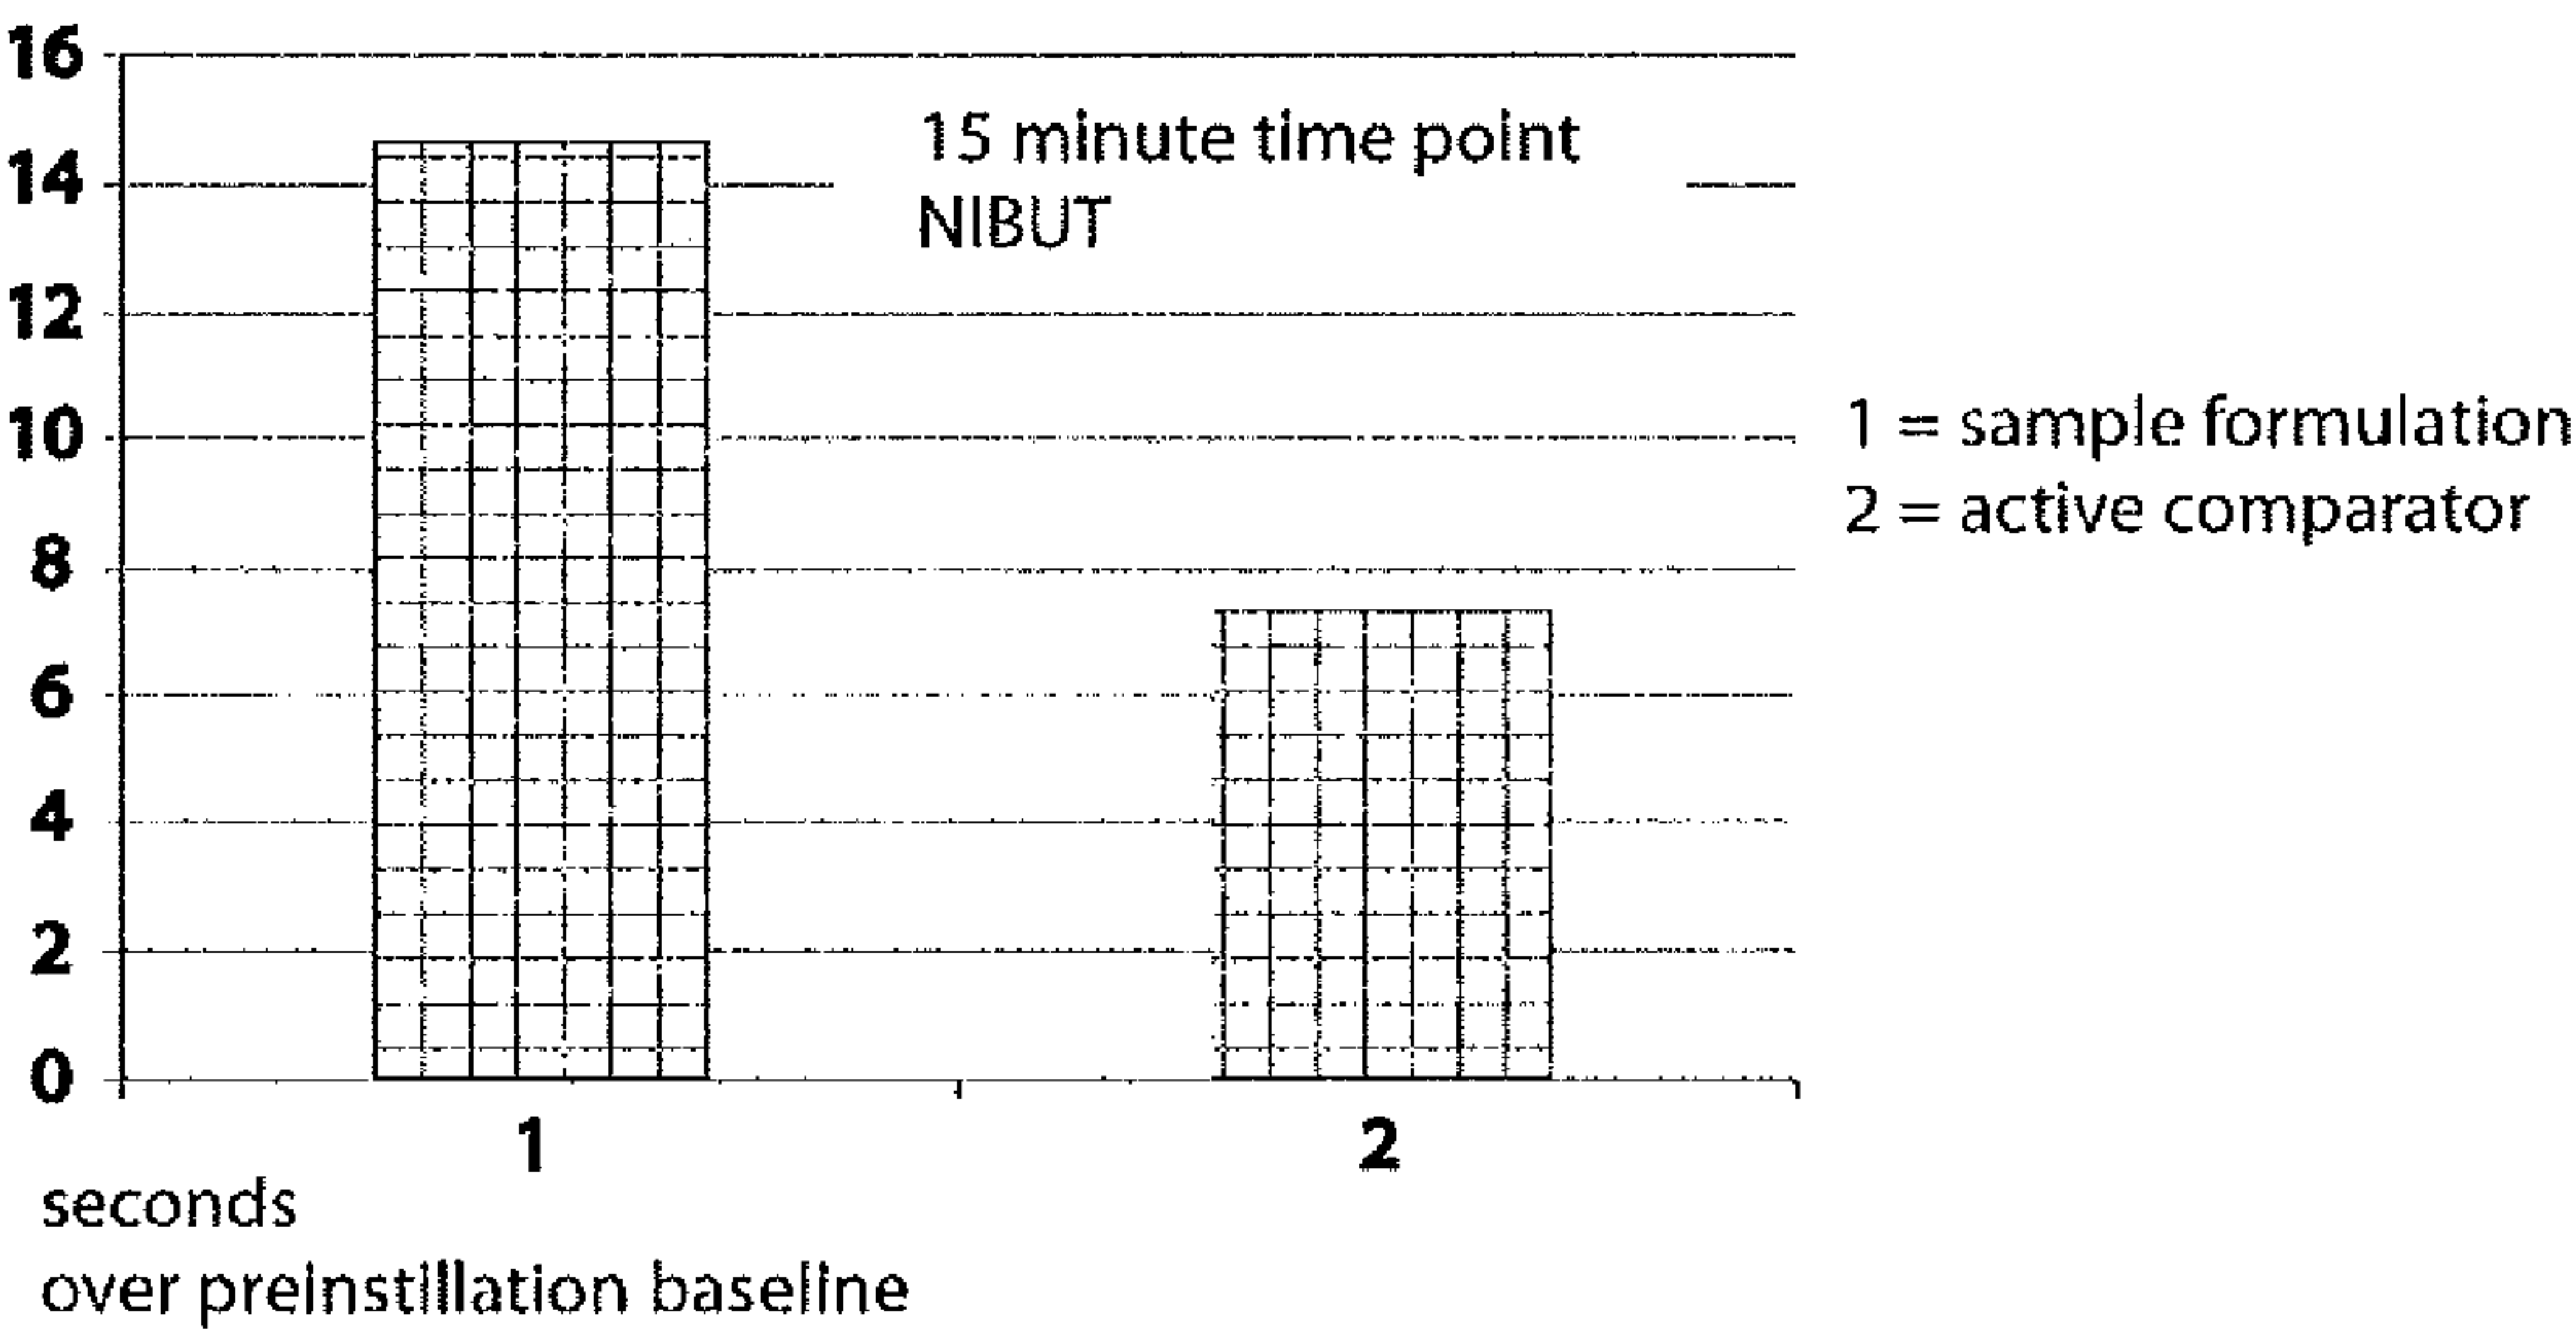 16
14
12
10
8
6
4
2
0
15 minute time point
NIBUT
1 = sample formulation
2 = active comparator
1 2
seconds
over preinstillation baseline